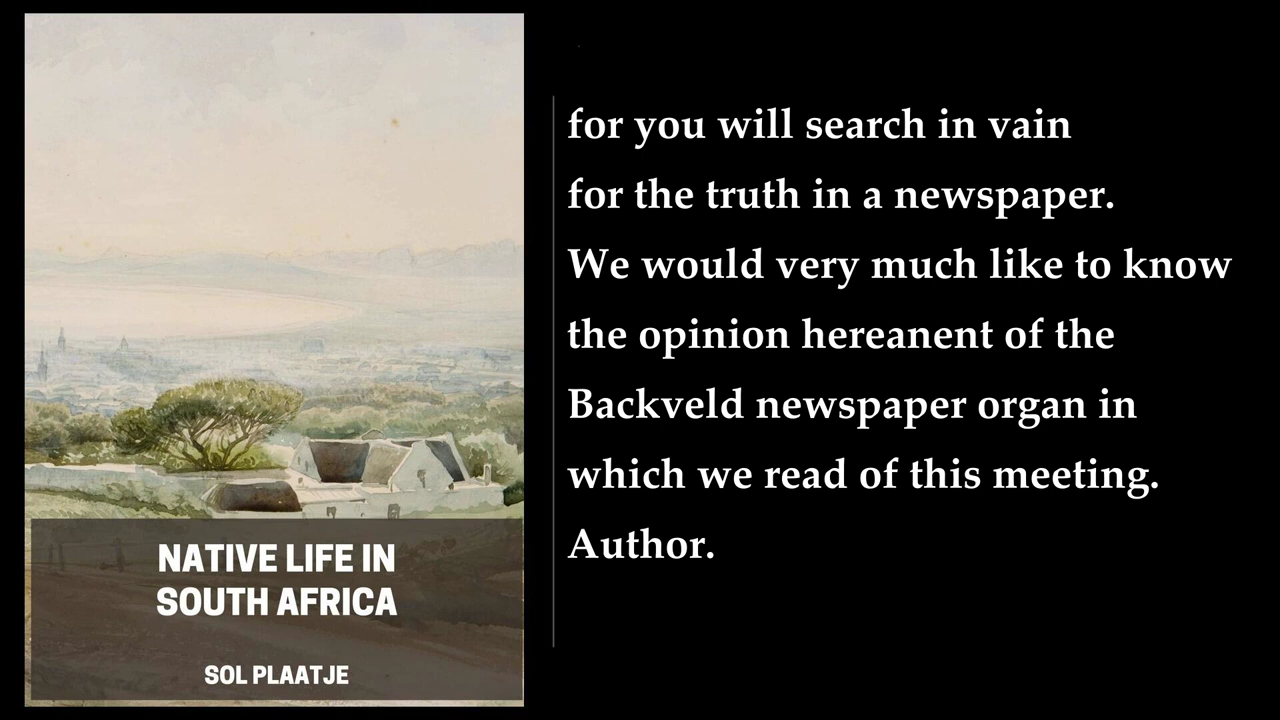 NATIVE LIFE IN
SOUTH AFRICA
SOL PLAATJE
for you will search in vain
for the truth in a newspaper.
We would very much like to know
the opinion hereanent of the
Backveld newspaper organ in
which we read of this meeting.
Author.